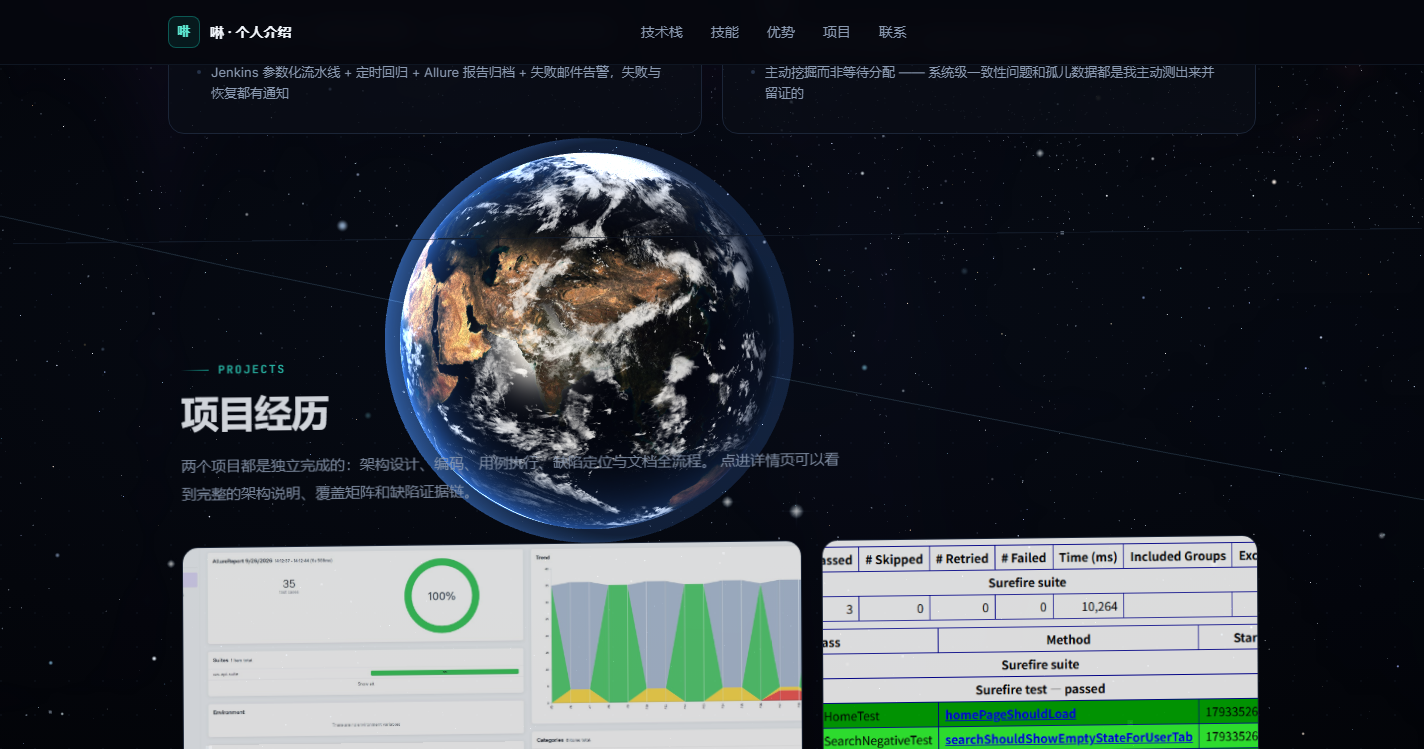 咻
咻 · 个人介绍
技术栈 技能 优势 项目 联系
Jenkins 参数化流水线 + 定时回归 + Allure 报告归档 + 失败邮件告警，失败与
恢复都有通知
主动挖掘而非等待分配 —— 系统级一致性问题和孤儿数据都是我主动测出来并
留证的
PROJECTS
项目经历
两个项目都是独立完成的：架构设计、编码、用例执行、缺陷定位与文档全流程。 点进详情页可以看
到完整的架构说明、覆盖矩阵和缺陷证据链。
35
100%
Suites
Environment
Trend
Categories
assed # Skipped # Retried # Failed Time (ms) Included Groups Exc
Surefire suite
3 0 0 0 10,264
ass Method Star
Surefire suite
Surefire test — passed
HomeTest homePageShouldLoad 17933526
SearchNegativeTest searchShouldShowEmptyStateForUserTab 17933526